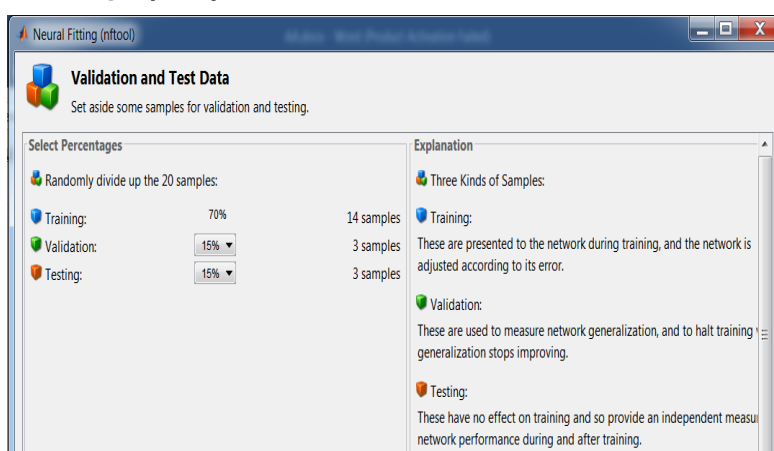 Neural Fitting (nftool)
Validation and Test Data
Set aside some samples for validation and testing.
Select Percentages
Randomly divide up the 20 samples:
Training: 70% 14 samples
Validation: 15% 3 samples
Testing: 15% 3 samples
Explanation
Three Kinds of Samples:
Training:
These are presented to the network during training, and the network is
adjusted according to its error.
Validation:
These are used to measure network generalization, and to halt training
generalization stops improving.
Testing:
These have no effect on training and so provide an independent measu
network performance during and after training.